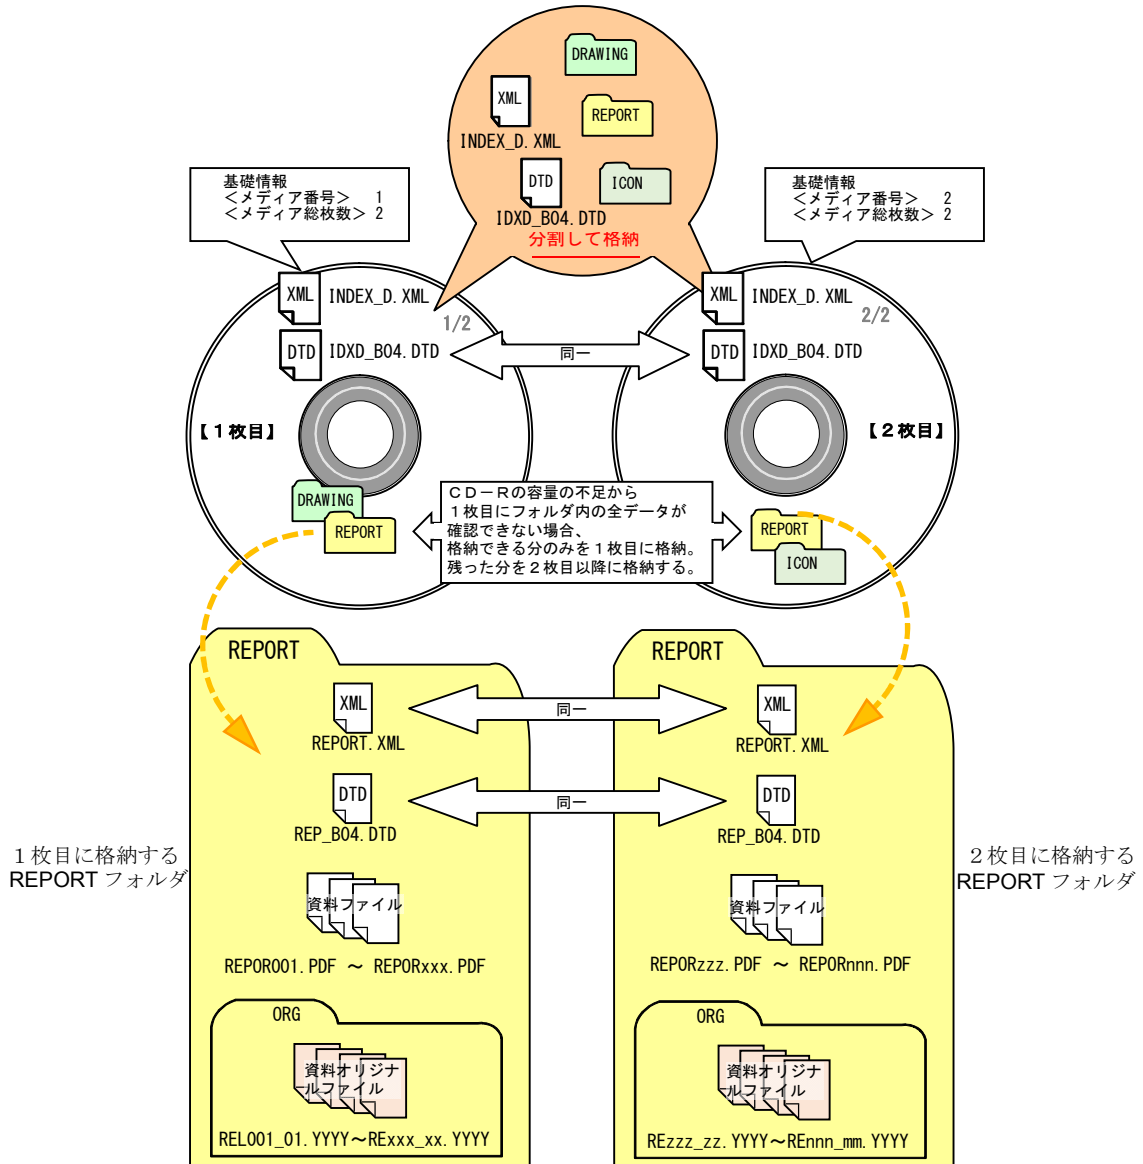 DRAWING
XML
REPORT
INDEX_D.XML
DTD
ICON
IDXD_B04.DTD
分割して格納
基礎情報
<メディア番号> 1
<メディア総枚数> 2
基礎情報
<メディア番号> 2
<メディア総枚数> 2
XML
INDEX_D.XML
1/2
DTD
IDXD_B04.DTD
同一
XML
INDEX_D.XML
2/2
DTD
IDXD_B04.DTD
【1枚目】
【2枚目】
DRAWING
REPORT
CD-Rの容量の不足から
1枚目にフォルダ内の全データが
確認できない場合、
格納できる分のみを1枚目に格納。
残った分を2枚目以降に格納する。
REPORT
ICON
REPORT
REPORT
XML
REPORT.XML
同一
XML
REPORT.XML
DTD
REP_B04.DTD
同一
DTD
REP_B04.DTD
1枚目に格納する
REPORT フォルダ
2枚目に格納する
REPORT フォルダ
資料ファイル
REPOR001.PDF ～ REPORxxx.PDF
資料ファイル
REPORzzz.PDF ～ REPORnnn.PDF
ORG
資料オリジナ
ルファイル
REL001_01.YYYY～RExxx_xx.YYYY
ORG
資料オリジナ
ルファイル
REzzz_zz.YYYY～REnnn_mm.YYYY